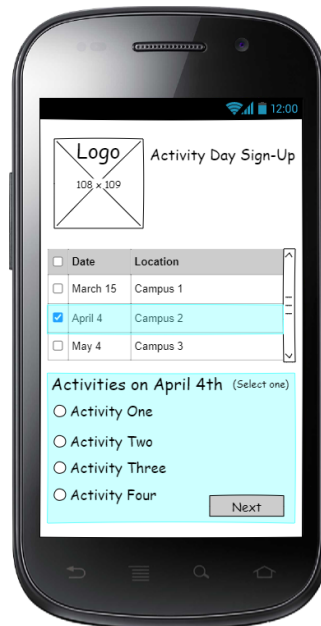 12:00
Logo
108 x 109
Activity Day Sign-Up
Date Location
March 15 Campus 1
April 4 Campus 2
May 4 Campus 3
Activities on April 4th (Select one)
Activity One
Activity Two
Activity Three
Activity Four
Next